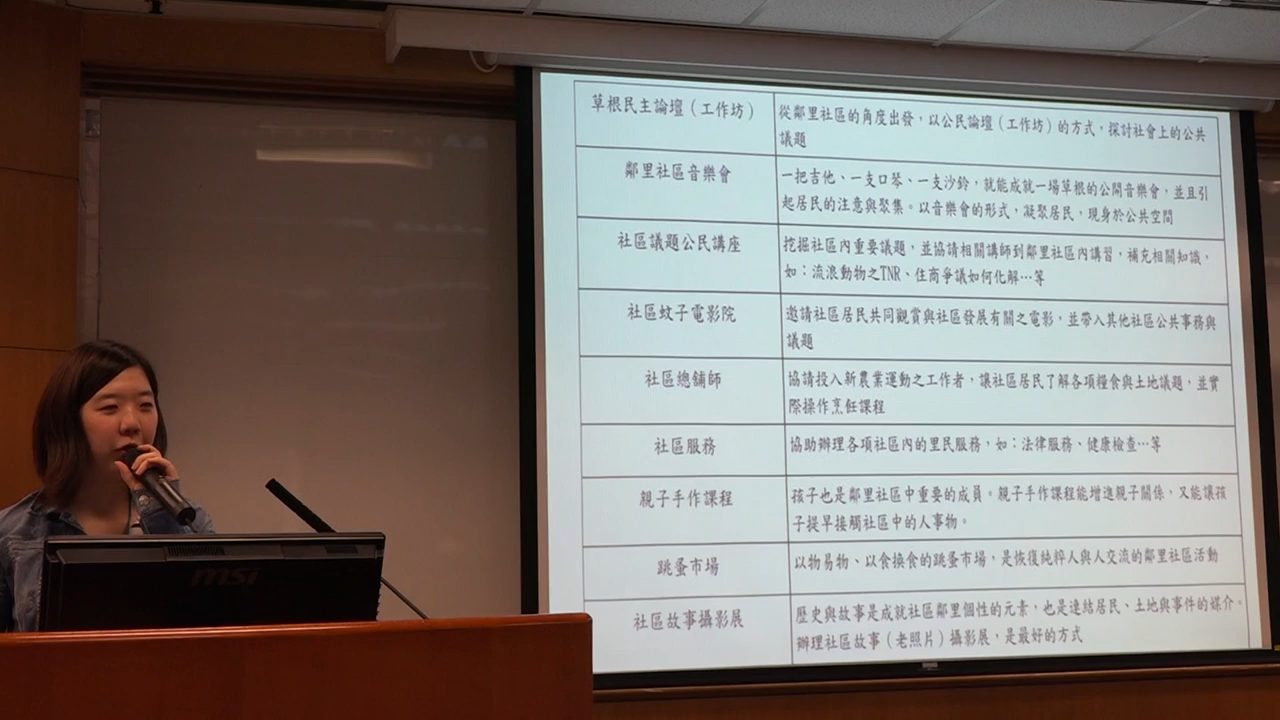 草根民主論壇（工作坊）
從鄰里社區的角度出發，以公民論壇（工作坊）的方式，探討社會上的公共
議題
鄰里社區音樂會
一把吉他、一支口琴、一支沙鈴，就能成就一場草根的公開音樂會，並且引
起居民的注意與聚集。以音樂會的形式，凝聚居民，現身於公共空間
社區議題公民講座
挖掘社區內重要議題，並協請相關講師到鄰里社區內講習，補充相關知識，
如：流浪動物之TNR、住商爭議如何化解…等
社區蚊子電影院
邀請社區居民共同觀賞與社區發展有關之電影，並帶入其他社區公共事務與
議題
社區總舖師
協請投入新農業運動之工作者，讓社區居民了解各項糧食與土地議題，並實
際操作烹飪課程
社區服務
協助辦理各項社區內的里民服務，如：法律服務、健康檢查…等
親子手作課程
孩子也是鄰里社區中重要的成員。親子手作課程能增進親子關係，又能讓孩
子提早接觸社區中的人事物。
跳蚤市場
以物易物、以食換食的跳蚤市場，是恢復純粹人與人交流的鄰里社區活動
社區故事攝影展
歷史與故事是成就社區鄰里個性的元素，也是連結居民、土地與事件的媒介。
辦理社區故事（老照片）攝影展，是最好的方式
msi